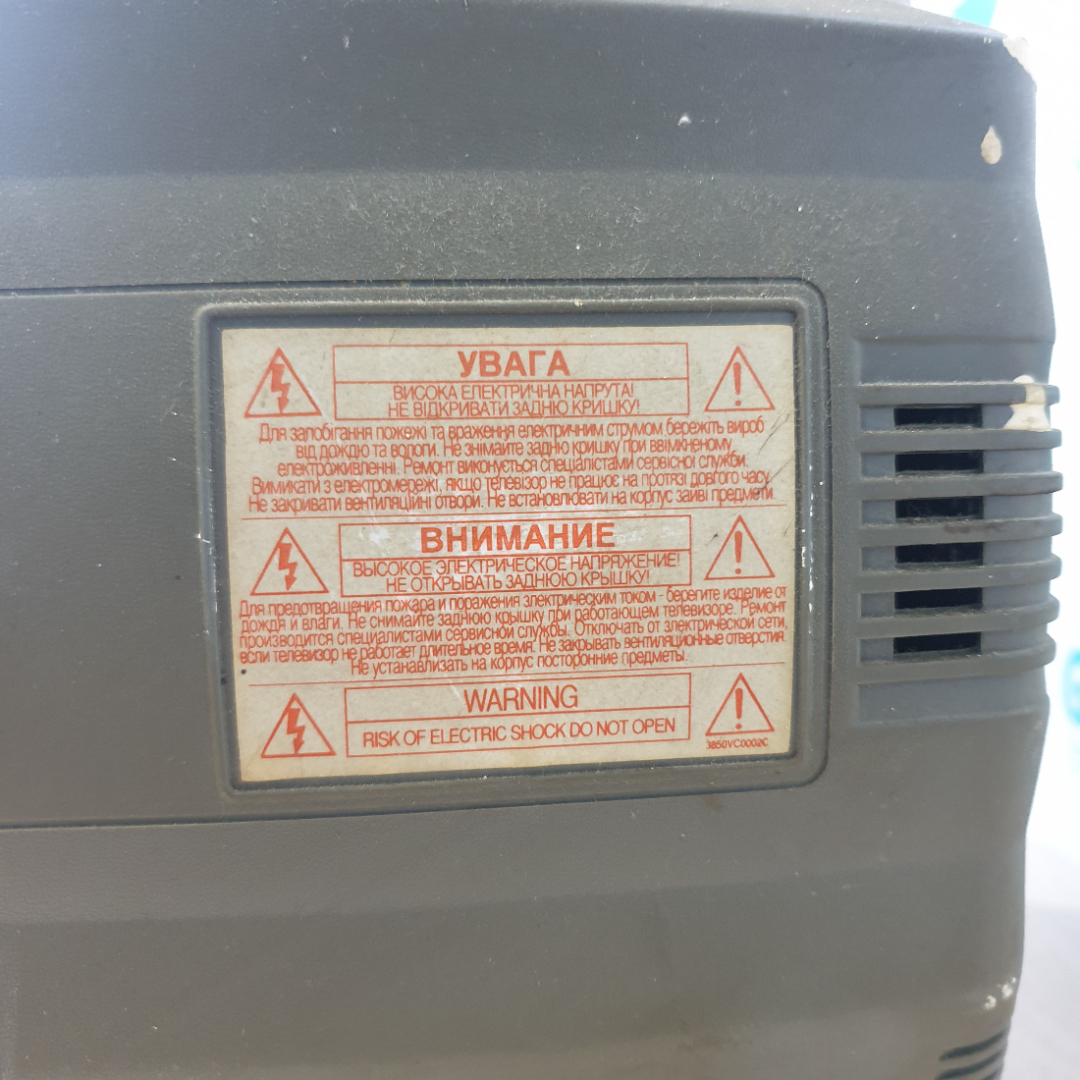 УВАГА
ВИСОКА ЕЛЕКТРИЧНА НАПРУГА!
НЕ ВІДКРИВАТИ ЗАДНЮ КРИШКУ!
Для запобігання пожежі та враження електричним струмом бережіть вироб
від дождю та вологи. Не знімайте задню кришку при ввімкненому
електроживленні. Ремонт виконується спеціалістами сервісної служби.
Вимикати з електромережі, якщо телевізор не працює на протязі довгого часу.
Не закривати вентиляційні отвори. Не встановлювати на корпус зайві предмети.
ВНИМАНИЕ
ВЫСОКОЕ ЭЛЕКТРИЧЕСКОЕ НАПРЯЖЕНИЕ!
НЕ ОТКРЫВАТЬ ЗАДНЮЮ КРЫШКУ!
Для предотвращения пожара и поражения злектрическим током - берегите изделие от
дождя и влаги. Не снимайте заднюю крышку при работающем телевизоре. Ремонт
производится специалистами сервисной службы. Отключать от злектрической сети,
если телевизор не работает длительное время. Не закрывать вентиляционные отверстия.
Не устанавлизать на корпус посторонние предметы.
WARNING
RISK OF ELECTRIC SHOCK DO NOT OPEN
3850VC0002C